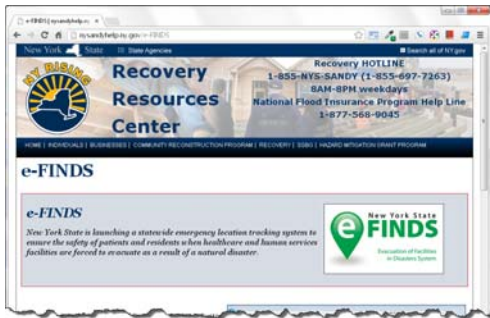 e-FINDS | nysandyhelp.ny
nysandyhelp.ny.gov/e-FINDS
New York State
State Agencies
Search all of NY.gov
NY RISING
Recovery
Resources
Center
Recovery HOTLINE
1-855-NYS-SANDY (1-855-697-7263)
8AM-8PM weekdays
National Flood Insurance Program Help Line
1-877-568-9045
HOME | INDIVIDUALS | BUSINESSES | COMMUNITY RECONSTRUCTION PROGRAM | RECOVERY | SSBG | HAZARD MITIGATION GRANT PROGRAM
e-FINDS
e-FINDS
New York State is launching a statewide emergency location tracking system to
ensure the safety of patients and residents when healthcare and human services
facilities are forced to evacuate as a result of a natural disaster.
New York State
e FINDS
Evacuation of Facilities
in Disasters System